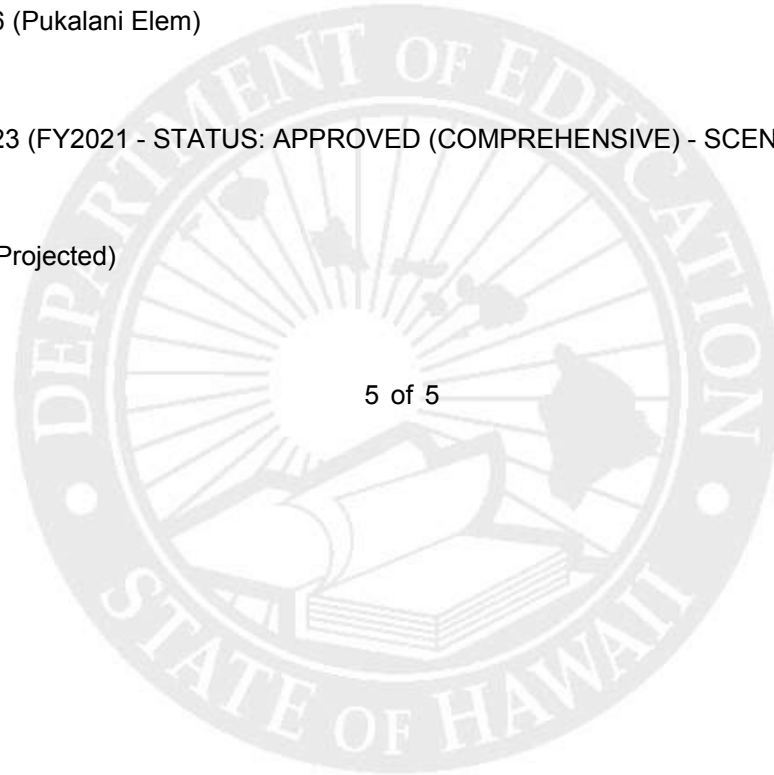 6 (Pukalani Elem)
23 (FY2021 - STATUS: APPROVED (COMPREHENSIVE) - SCEN
Projected)
5 of 5
DEPARTMENT OF EDUCATION
STATE OF HAWAII